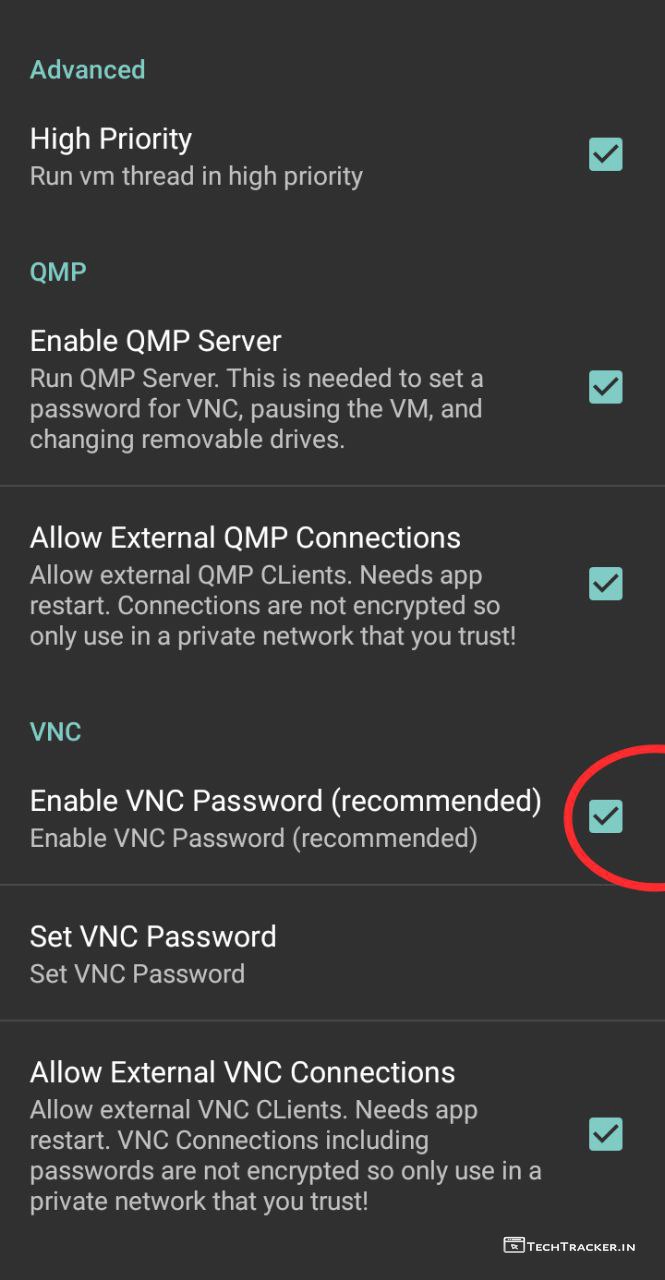 Advanced
High Priority
Run vm thread in high priority
QMP
Enable QMP Server
Run QMP Server. This is needed to set a
password for VNC, pausing the VM, and
changing removable drives.
Allow External QMP Connections
Allow external QMP CLients. Needs app
restart. Connections are not encrypted so
only use in a private network that you trust!
VNC
Enable VNC Password (recommended)
Enable VNC Password (recommended)
Set VNC Password
Set VNC Password
Allow External VNC Connections
Allow external VNC CLients. Needs app
restart. VNC Connections including
passwords are not encrypted so only use in a
private network that you trust!
TECHTRACKER.IN